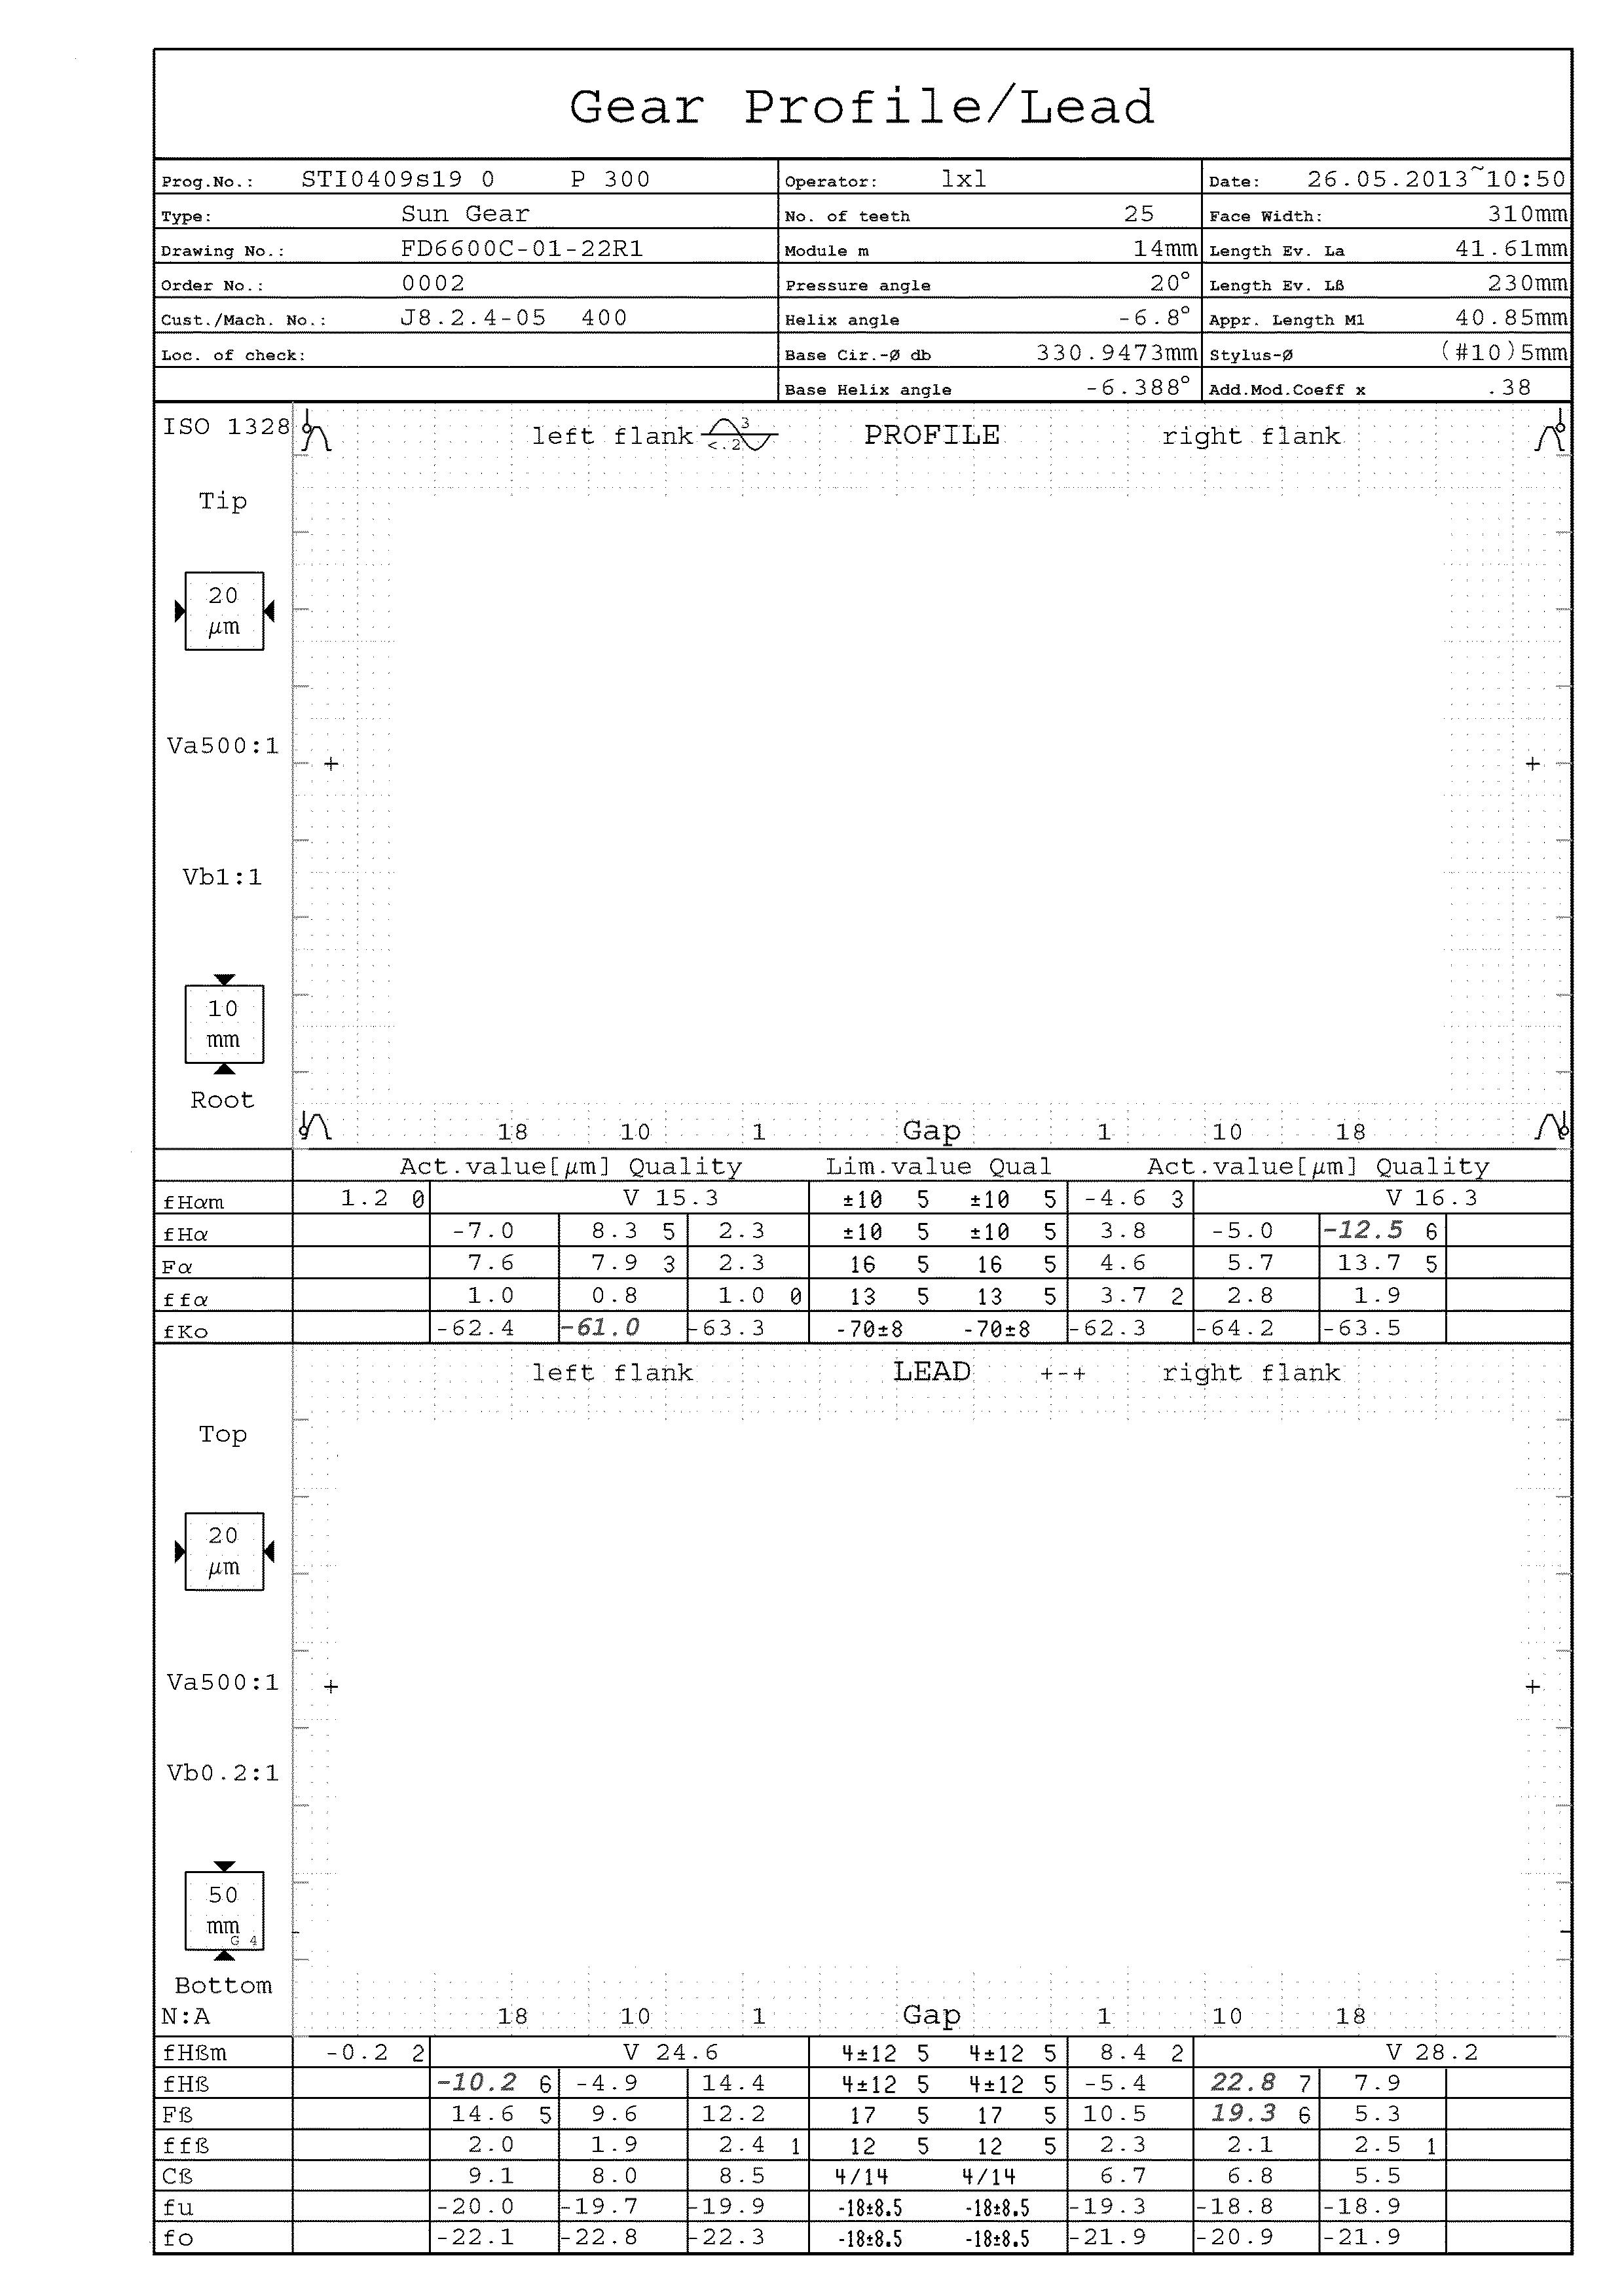 Gear Profile/Lead
Prog.No.: STI0409s19 0 P 300 Operator: lxl Date: 26.05.2013~10:50
Type: Sun Gear No. of teeth 25 Face Width: 310mm
Drawing No.: FD6600C-01-22R1 Module m 14mm Length Ev. La 41.61mm
Order No.: 0002 Pressure angle 20° Length Ev. Lß 230mm
Cust./Mach. No.: J8.2.4-05 400 Helix angle -6.8° Appr. Length M1 40.85mm
Loc. of check: Base Cir.-Ø db 330.9473mm Stylus-Ø (#10)5mm
Base Helix angle -6.388° Add.Mod.Coeff x .38
ISO 1328 left flank 3 <.2 PROFILE right flank
Tip
20
µm
Va500:1
+ +
Vb1:1
10
mm
Root
18 10 1 Gap 1 10 18
Act.value[µm] Quality Lim.value Qual Act.value[µm] Quality
fHαm 1.2 0 V 15.3 ±10 5 ±10 5 -4.6 3 V 16.3
fHα -7.0 8.3 5 2.3 ±10 5 ±10 5 3.8 -5.0 -12.5 6
Fα 7.6 7.9 3 2.3 16 5 16 5 4.6 5.7 13.7 5
ffα 1.0 0.8 1.0 0 13 5 13 5 3.7 2 2.8 1.9
fKo -62.4 -61.0 -63.3 -70±8 -70±8 -62.3 -64.2 -63.5
left flank LEAD +-+ right flank
Top
20
µm
Va500:1
+ +
Vb0.2:1
50
mm
G 4
Bottom
N:A 18 10 1 Gap 1 10 18
fHßm -0.2 2 V 24.6 4±12 5 4±12 5 8.4 2 V 28.2
fHß -10.2 6 -4.9 14.4 4±12 5 4±12 5 -5.4 22.8 7 7.9
Fß 14.6 5 9.6 12.2 17 5 17 5 10.5 19.3 6 5.3
ffß 2.0 1.9 2.4 1 12 5 12 5 2.3 2.1 2.5 1
Cß 9.1 8.0 8.5 4/14 4/14 6.7 6.8 5.5
fu -20.0 -19.7 -19.9 -18±8.5 -18±8.5 -19.3 -18.8 -18.9
fo -22.1 -22.8 -22.3 -18±8.5 -18±8.5 -21.9 -20.9 -21.9